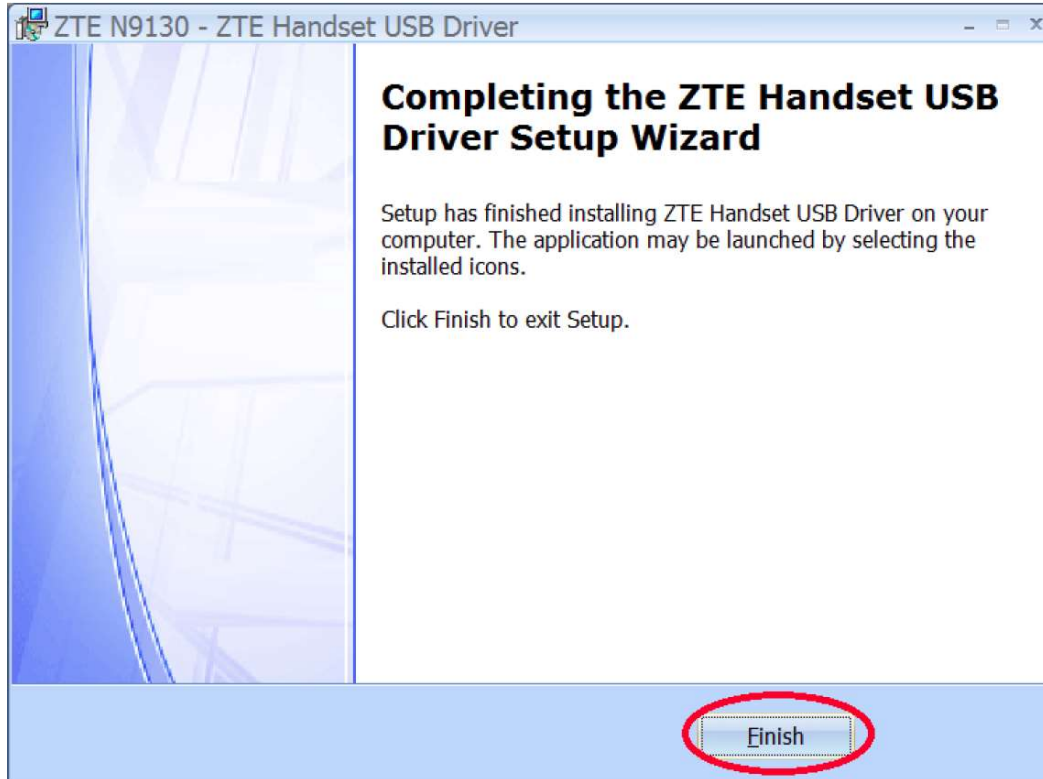 ZTE N9130 - ZTE Handset USB Driver
Completing the ZTE Handset USB
Driver Setup Wizard
Setup has finished installing ZTE Handset USB Driver on your
computer. The application may be launched by selecting the
installed icons.
Click Finish to exit Setup.
Finish